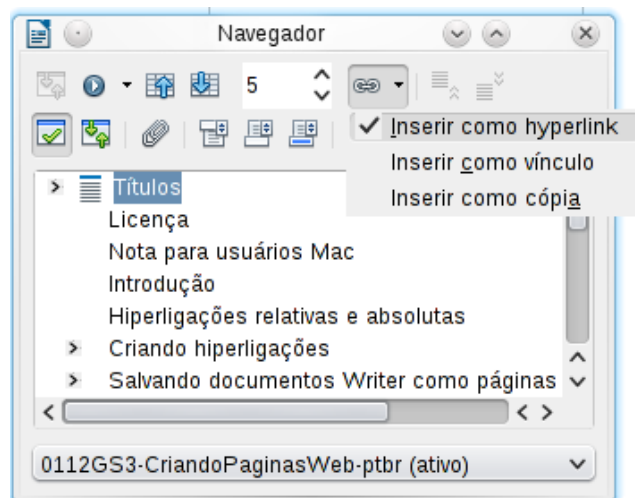 Navegador
5
Inserir como hyperlink
Inserir como vínculo
Inserir como cópia
Títulos
Licença
Nota para usuários Mac
Introdução
Hiperligações relativas e absolutas
Criando hiperligações
Salvando documentos Writer como páginas
0112GS3-CriandoPaginasWeb-ptbr (ativo)